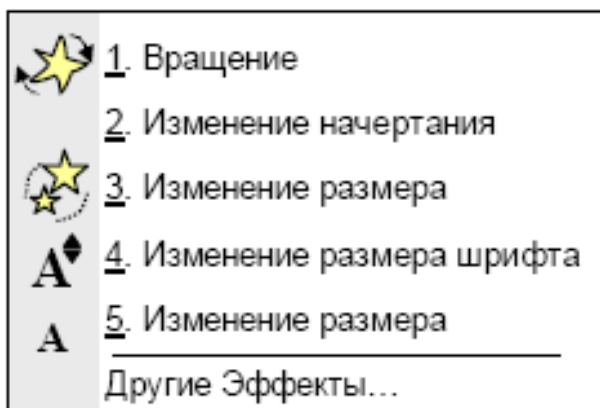 1. Вращение
2. Изменение начертания
3. Изменение размера
4. Изменение размера шрифта
5. Изменение размера
Другие Эффекты...